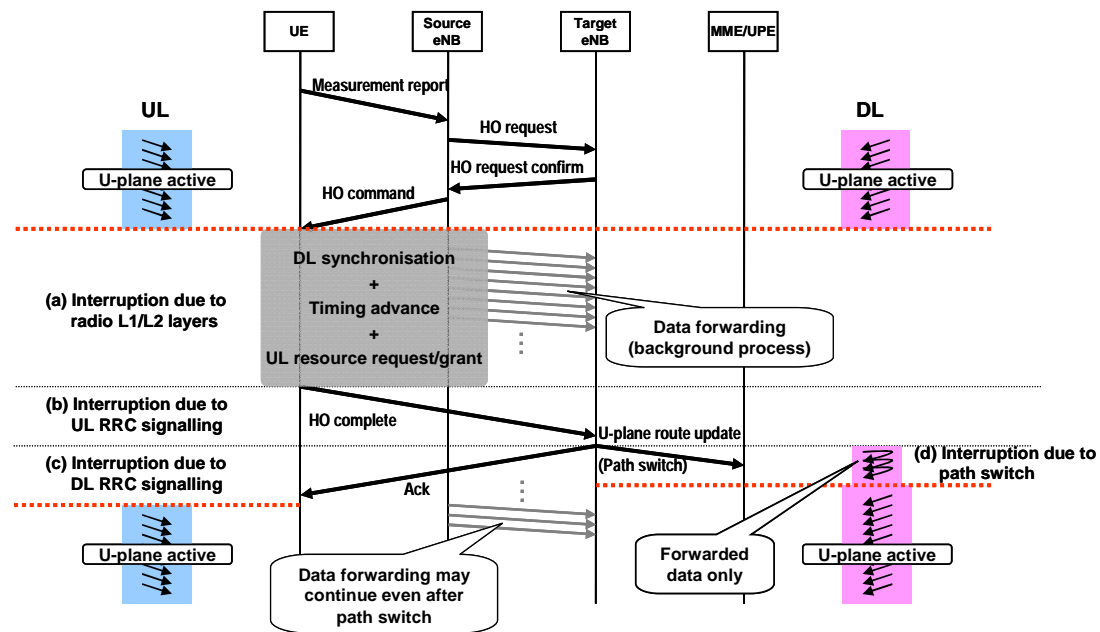 UE
Source
eNB
Target
eNB
MME/UPE
Measurement report
UL
DL
HO request
HO request confirm
U-plane active
U-plane active
HO command
DL synchronisation
+
Timing advance
+
UL resource request/grant
(a) Interruption due to
radio L1/L2 layers
Data forwarding
(background process)
(b) Interruption due to
UL RRC signalling
HO complete
U-plane route update
(Path switch)
(c) Interruption due to
DL RRC signalling
(d) Interruption due to
path switch
Ack
U-plane active
Data forwarding may
continue even after
path switch
Forwarded
data only
U-plane active